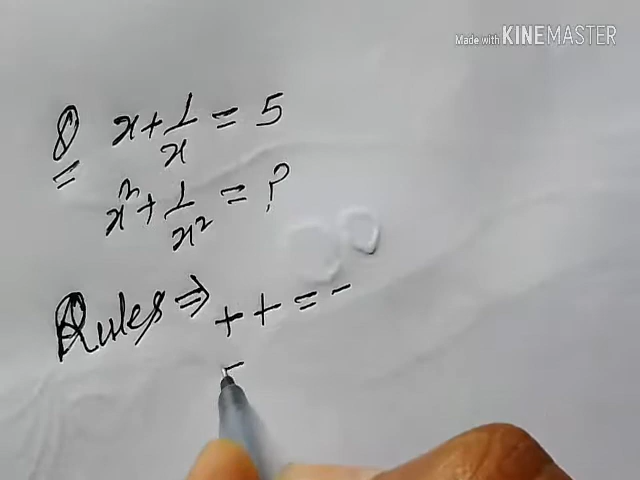 Made with KINEMASTER
Q x + 1/x = 5
x² + 1/x² = ?
Rules ⇒ + + = -
-